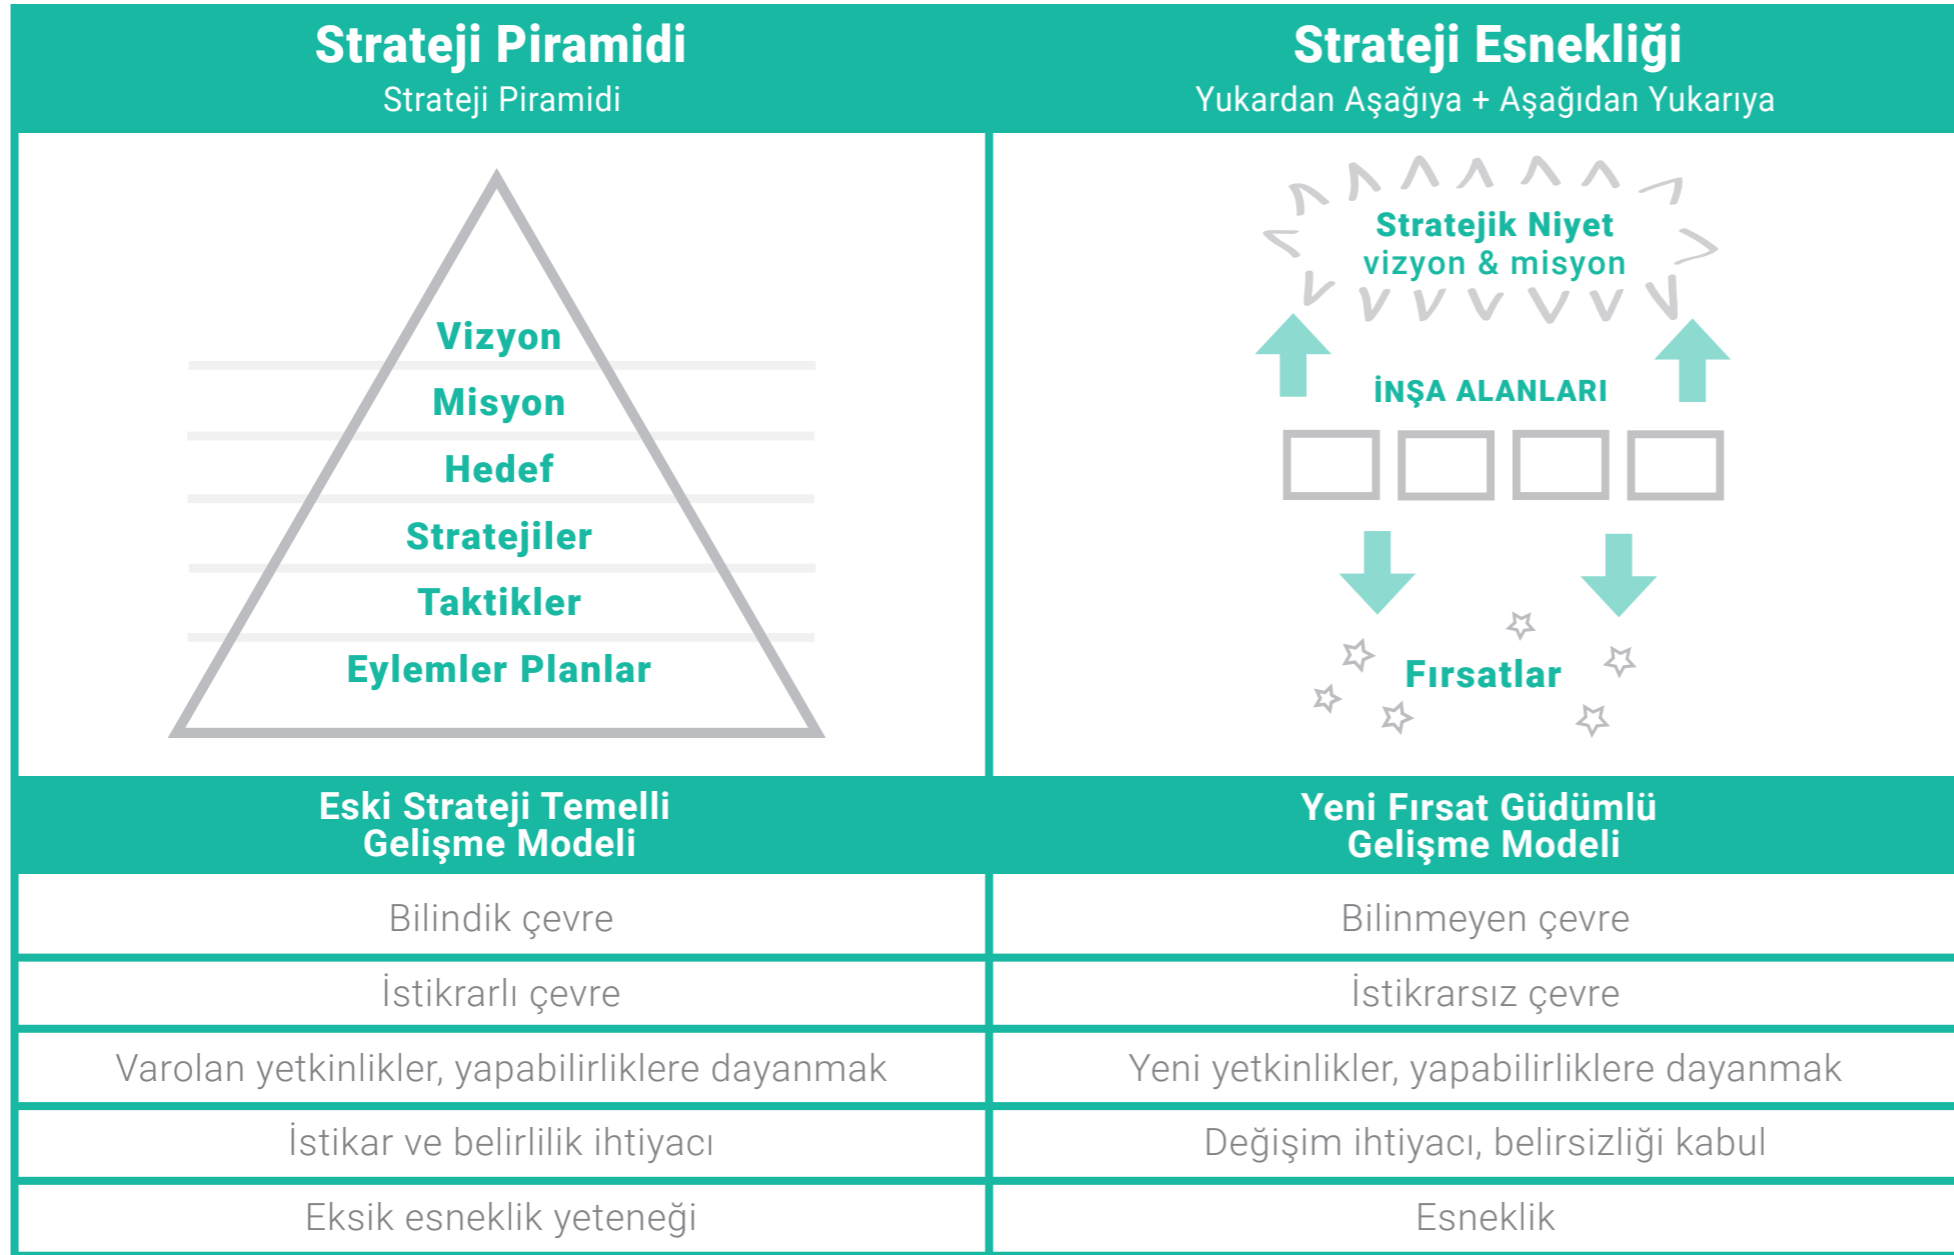 Strateji Piramidi
Strateji Piramidi
Vizyon
Misyon
Hedef
Stratejiler
Taktikler
Eylemler Planlar
Strateji Esnekliği
Yukardan Aşağıya + Aşağıdan Yukarıya
Stratejik Niyet
vizyon & misyon
İNŞA ALANLARI
Fırsatlar
Eski Strateji Temelli
Gelişme Modeli
Yeni Fırsat Güdümlü
Gelişme Modeli
Bilindik çevre
Bilinmeyen çevre
İstikrarlı çevre
İstikrarsız çevre
Varolan yetkinlikler, yapabilirliklere dayanmak
Yeni yetkinlikler, yapabilirliklere dayanmak
İstikar ve belirlilik ihtiyacı
Değişim ihtiyacı, belirsizliği kabul
Eksik esneklik yeteneği
Esneklik